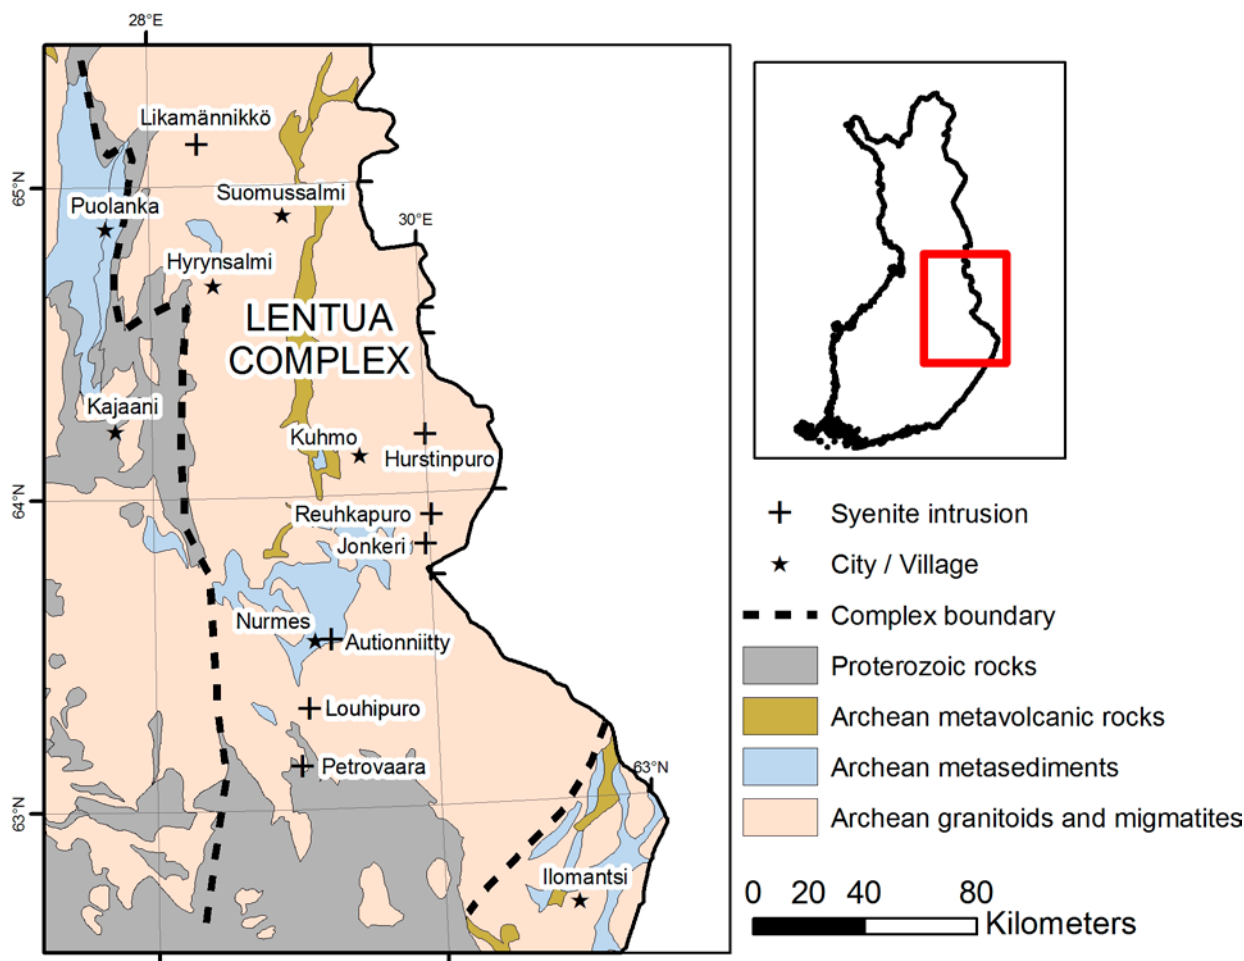 28°E
Likamännikkö
65°N
Suomussalmi
Puolanka
30°E
Hyrynsalmi
LENTUA
COMPLEX
Kajaani
Kuhmo
Hurstinpuro
64°N
Reuhkapuro
Jonkeri
Nurmes
Autionniitty
Louhipuro
Petrovaara
63°N
63°N
Ilomantsi
Syenite intrusion
City / Village
Complex boundary
Proterozoic rocks
Archean metavolcanic rocks
Archean metasediments
Archean granitoids and migmatites
0 20 40 80
Kilometers